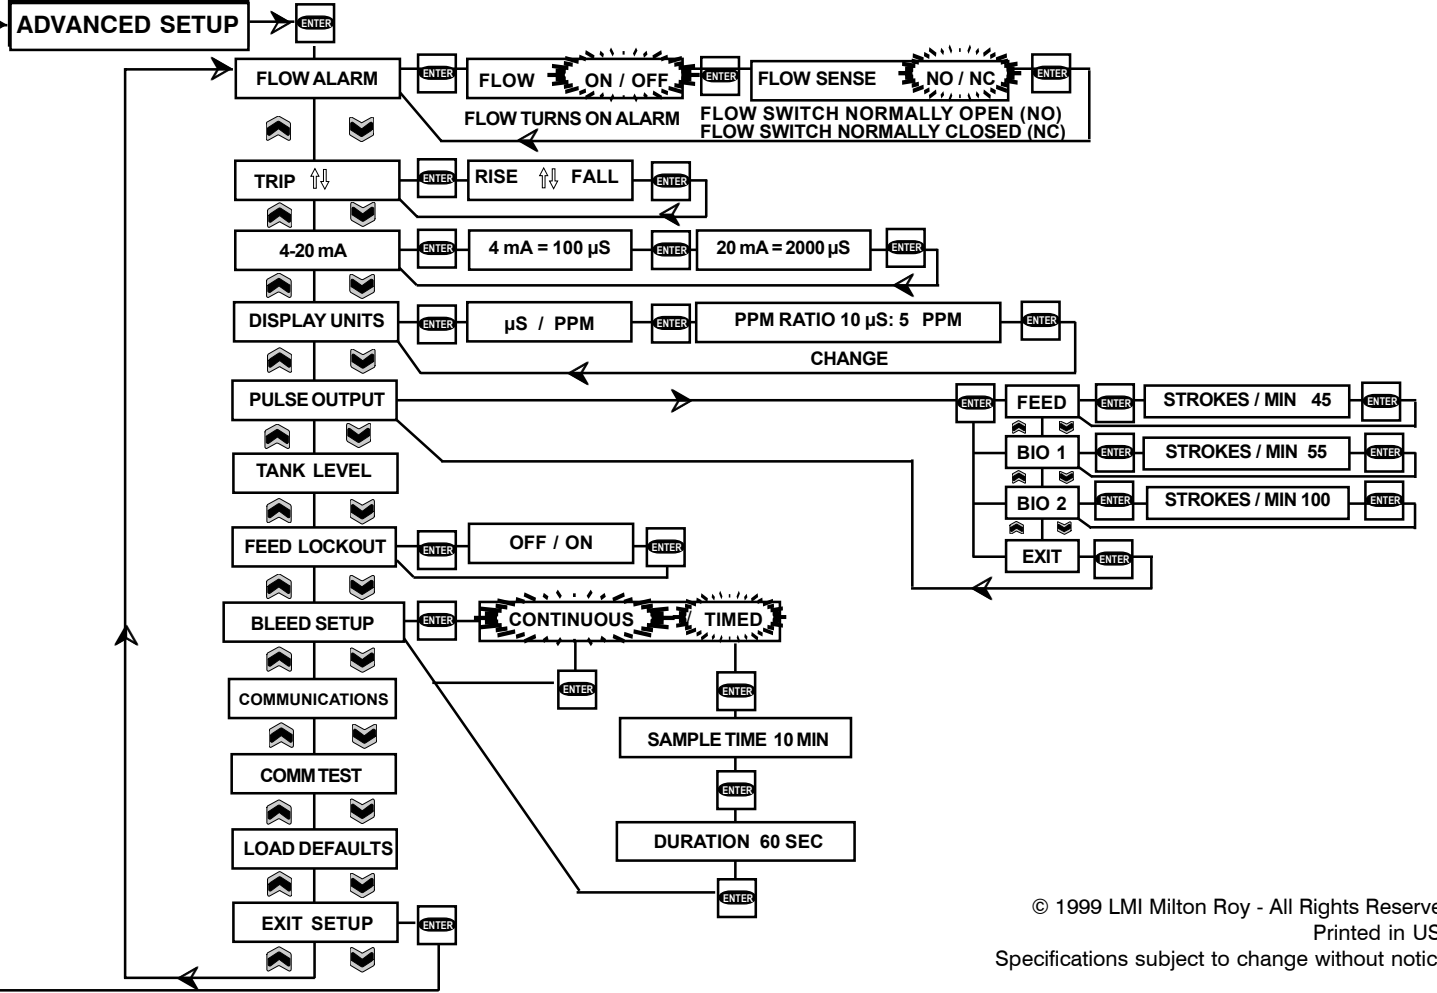 ADVANCED SETUP ENTER
FLOW ALARM ENTER FLOW ON / OFF ENTER FLOW SENSE NO / NC ENTER
FLOW TURNS ON ALARM FLOW SWITCH NORMALLY OPEN (NO)
FLOW SWITCH NORMALLY CLOSED (NC)
TRIP ⇧⇩ ENTER RISE ⇧⇩ FALL ENTER
4-20 mA ENTER 4 mA = 100 µS ENTER 20 mA = 2000 µS ENTER
DISPLAY UNITS ENTER µS / PPM ENTER PPM RATIO 10 µS: 5 PPM ENTER
CHANGE
PULSE OUTPUT ENTER FEED ENTER STROKES / MIN 45 ENTER
BIO 1 ENTER STROKES / MIN 55 ENTER
TANK LEVEL
BIO 2 ENTER STROKES / MIN 100 ENTER
FEED LOCKOUT ENTER OFF / ON ENTER
EXIT ENTER
BLEED SETUP ENTER CONTINUOUS / TIMED
ENTER ENTER
COMMUNICATIONS
SAMPLE TIME 10 MIN
COMM TEST
ENTER
LOAD DEFAULTS
DURATION 60 SEC
ENTER
EXIT SETUP ENTER
© 1999 LMI Milton Roy - All Rights Reserve
Printed in US
Specifications subject to change without notic